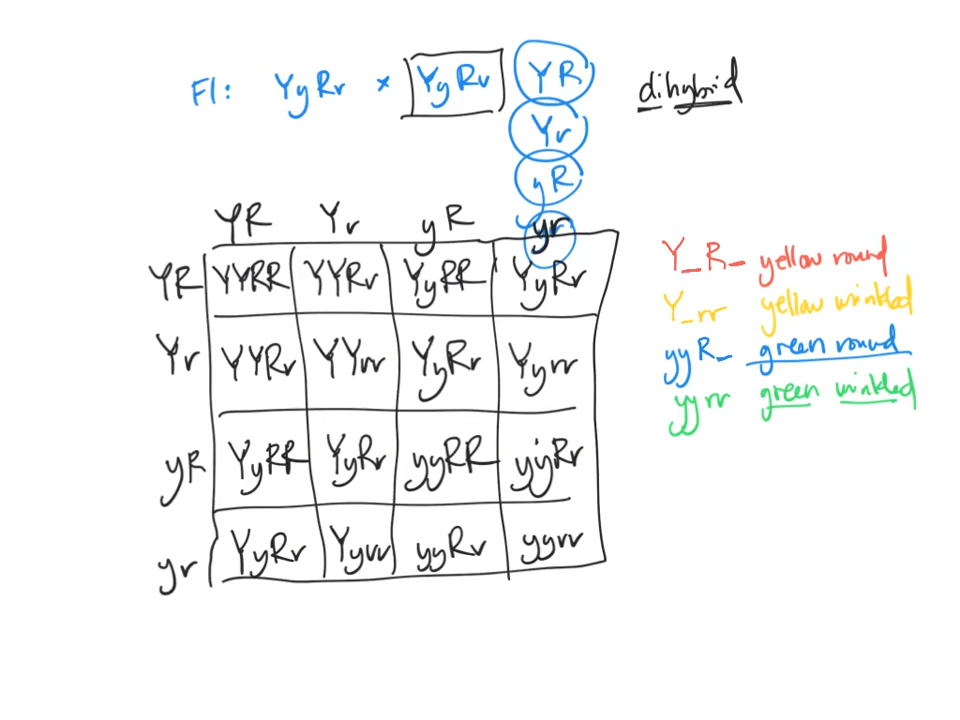 F1: YyRr × YyRr YR dihybrid
Yr
yR
yr
YR Yr yR
YR YYRR YYRr YyRR YyRr
Yr YYRr YYrr YyRr Yyrr
yR YyRR YyRr yyRR yyRr
yr YyRr Yyrr yyRr yyrr
Y_R_ yellow round
Y_rr yellow wrinkled
yyR_ green round
yyrr green winkled